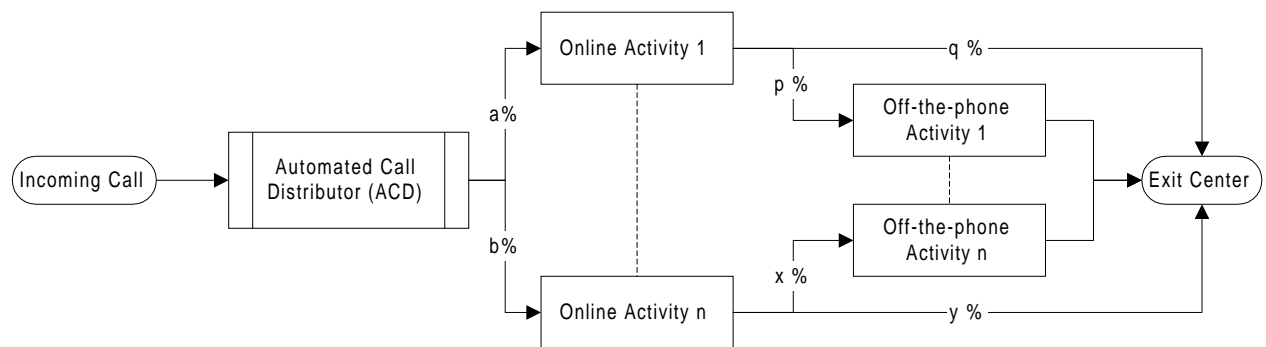 Online Activity 1
q %
p %
Off-the-phone
Activity 1
a%
Incoming Call
Automated Call
Distributor (ACD)
Exit Center
b%
Off-the-phone
Activity n
x %
Online Activity n
y %